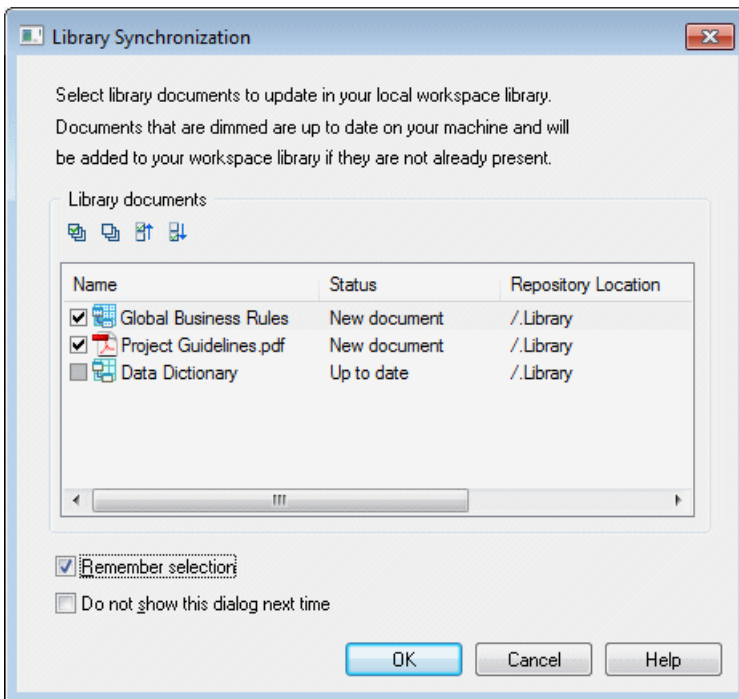 Library Synchronization
Select library documents to update in your local workspace library.
Documents that are dimmed are up to date on your machine and will
be added to your workspace library if they are not already present.
Library documents
Name Status Repository Location
Global Business Rules New document /.Library
Project Guidelines.pdf New document /.Library
Data Dictionary Up to date /.Library
Remember selection
Do not show this dialog next time
OK Cancel Help